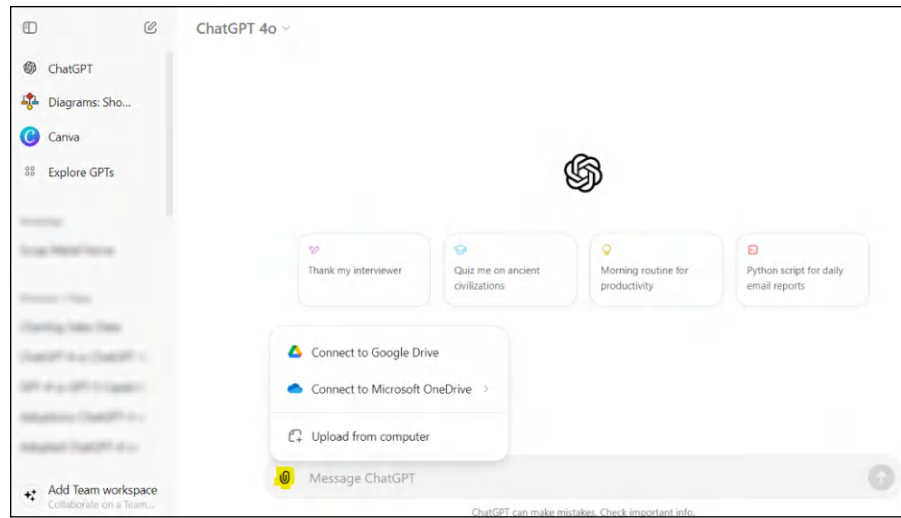 ChatGPT 4o
ChatGPT
Diagrams: Sho...
Canva
Explore GPTs
Thank my interviewer
Quiz me on ancient
civilizations
Morning routine for
productivity
Python script for daily
email reports
Connect to Google Drive
Connect to Microsoft OneDrive
Upload from computer
Message ChatGPT
Add Team workspace
Collaborate on a Team...
ChatGPT can make mistakes. Check important info.